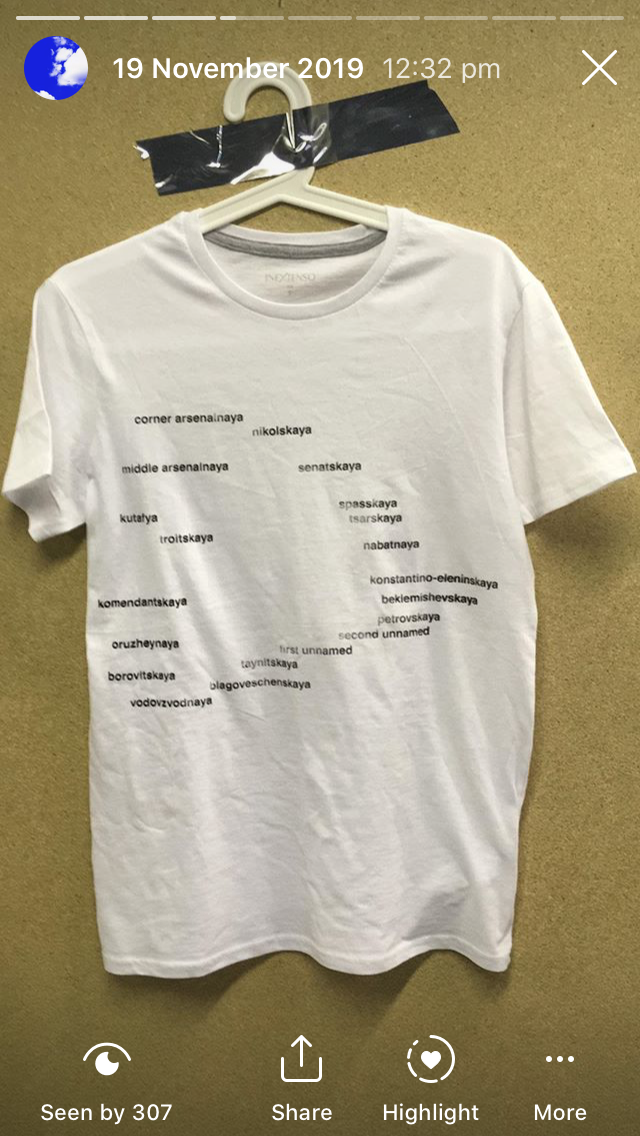 19 November 2019 12:32 pm
INEXTENSO
corner arsenalnaya
nikolskaya
middle arsenalnaya
senatskaya
spasskaya
kutafya
tsarskaya
troitskaya
nabatnaya
konstantino-eleninskaya
komendantskaya
beklemishevskaya
petrovskaya
second unnamed
oruzheynaya
first unnamed
taynitskaya
borovitskaya
blagoveschenskaya
vodovzvodnaya
Seen by 307
Share
Highlight
More